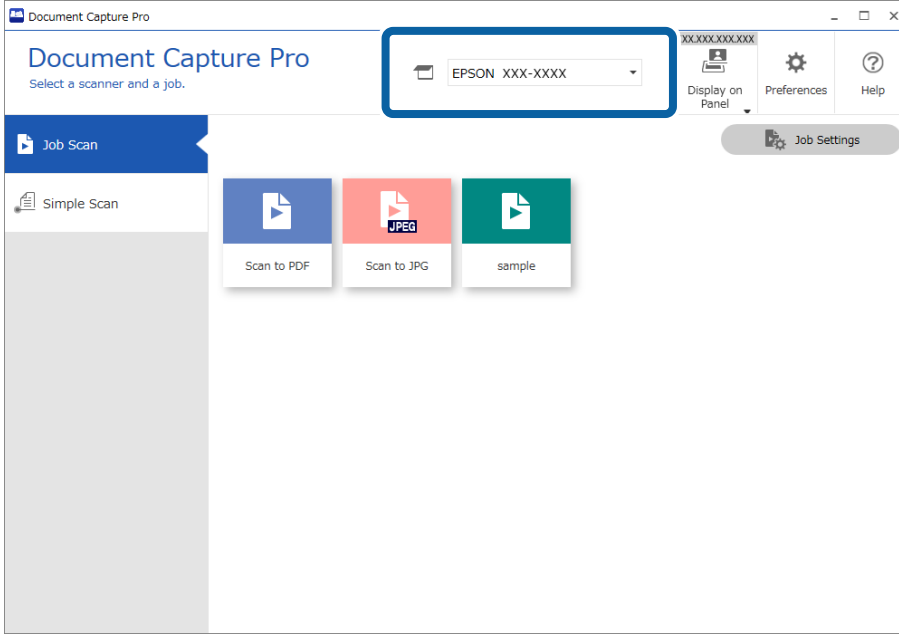 Document Capture Pro
Document Capture Pro
Select a scanner and a job.
EPSON XXX-XXXX
XX.XXX.XXX.XXX
Display on
Panel
Preferences
Help
Job Scan
Job Settings
Simple Scan
JPEG
Scan to PDF
Scan to JPG
sample